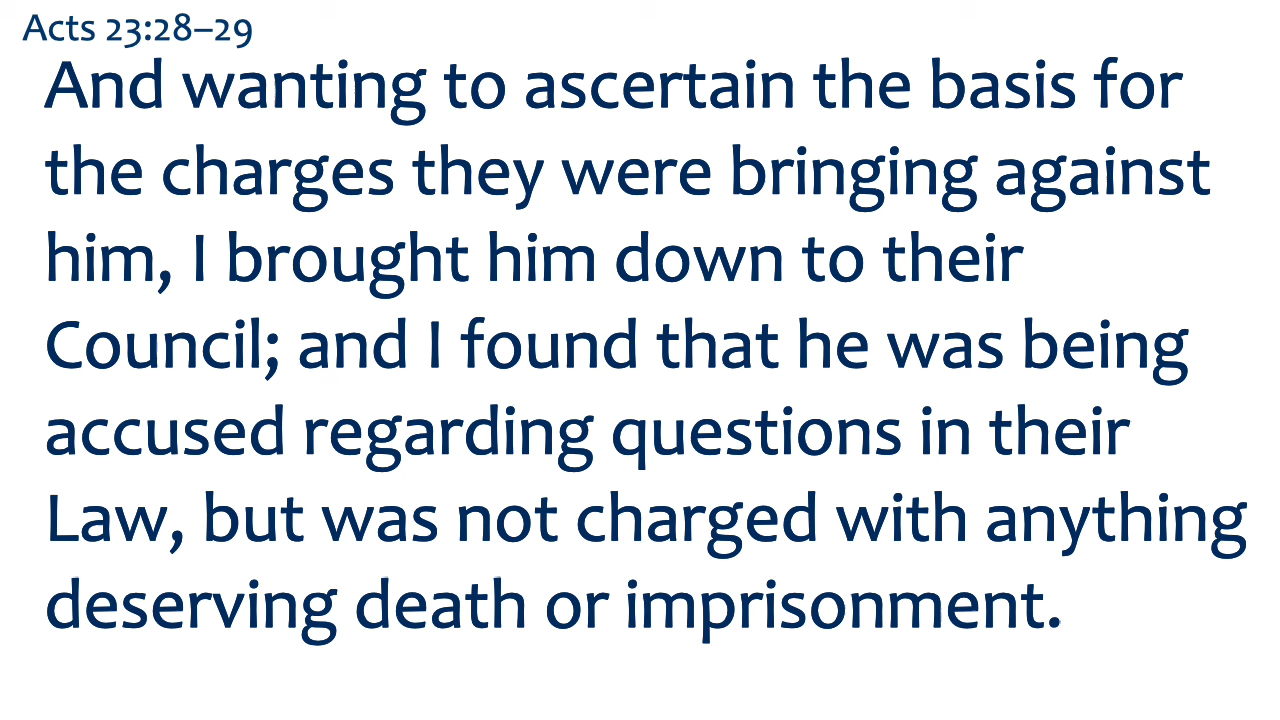 Acts 23:28–29
And wanting to ascertain the basis for
the charges they were bringing against
him, I brought him down to their
Council; and I found that he was being
accused regarding questions in their
Law, but was not charged with anything
deserving death or imprisonment.